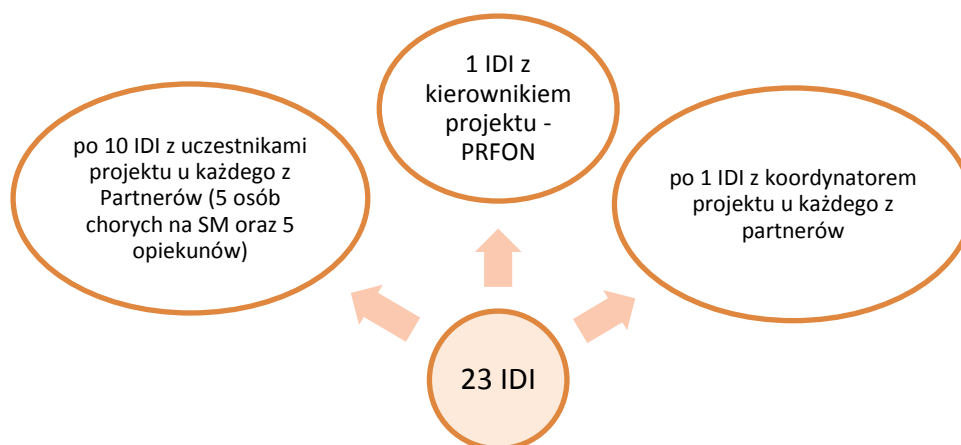 1 IDI z
kierownikiem
projektu -
PRFON
po 10 IDI z uczestnikami
projektu u każdego z
Partnerów (5 osób
chorych na SM oraz 5
opiekunów)
po 1 IDI z koordynatorem
projektu u każdego z
partnerów
23 IDI